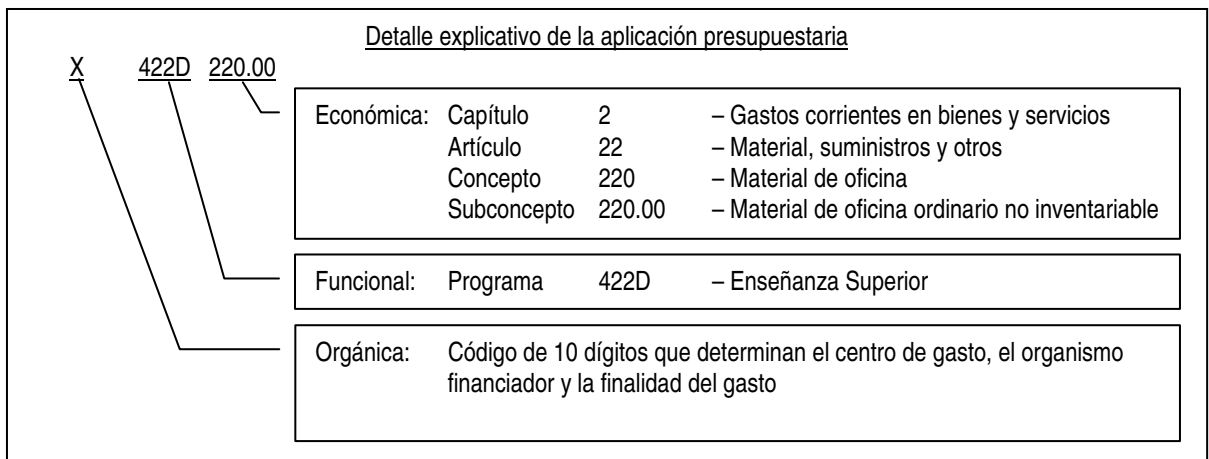 Detalle explicativo de la aplicación presupuestaria
X 422D 220.00
Económica: Capítulo 2 – Gastos corrientes en bienes y servicios
Artículo 22 – Material, suministros y otros
Concepto 220 – Material de oficina
Subconcepto 220.00 – Material de oficina ordinario no inventariable
Funcional: Programa 422D – Enseñanza Superior
Orgánica: Código de 10 dígitos que determinan el centro de gasto, el organismo
financiador y la finalidad del gasto